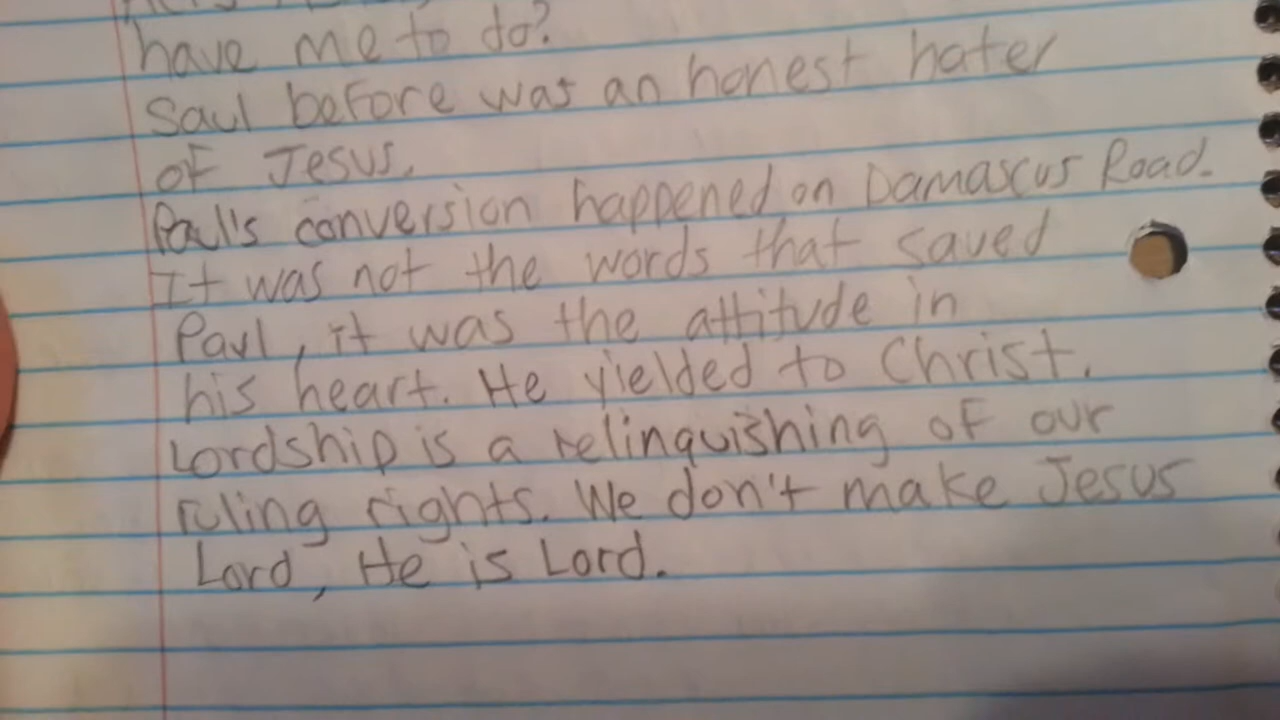 have me to do?
Saul before was an honest hater
of Jesus.
Paul's conversion happened on Damascus Road.
It was not the words that saved
Paul, it was the attitude in
his heart. He yielded to Christ.
Lordship is a relinquishing of our
ruling rights. We don't make Jesus
Lord, He is Lord.